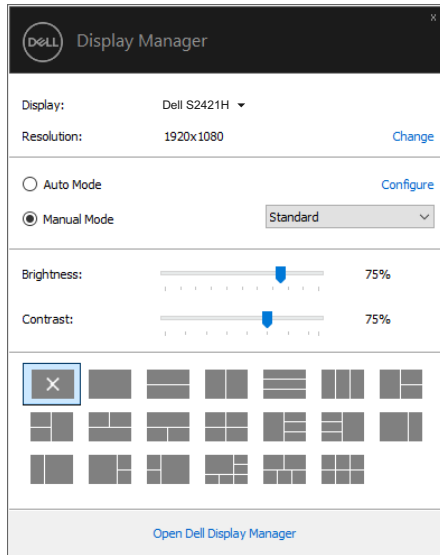 x
DELL Display Manager
Display: Dell S2421H
Resolution: 1920x1080 Change
Auto Mode Configure
Manual Mode Standard
Brightness: 75%
Contrast: 75%
Open Dell Display Manager